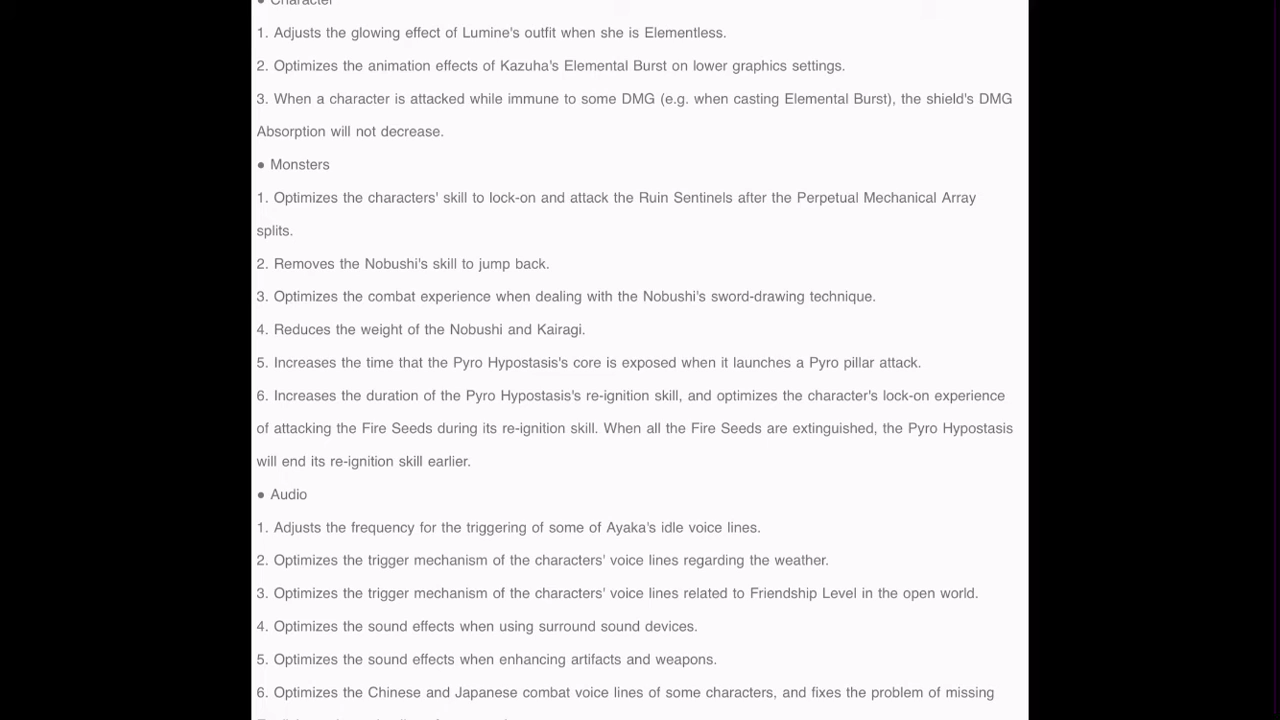 ● Character
1. Adjusts the glowing effect of Lumine's outfit when she is Elementless.
2. Optimizes the animation effects of Kazuha's Elemental Burst on lower graphics settings.
3. When a character is attacked while immune to some DMG (e.g. when casting Elemental Burst), the shield's DMG
Absorption will not decrease.
● Monsters
1. Optimizes the characters' skill to lock-on and attack the Ruin Sentinels after the Perpetual Mechanical Array
splits.
2. Removes the Nobushi's skill to jump back.
3. Optimizes the combat experience when dealing with the Nobushi's sword-drawing technique.
4. Reduces the weight of the Nobushi and Kairagi.
5. Increases the time that the Pyro Hypostasis's core is exposed when it launches a Pyro pillar attack.
6. Increases the duration of the Pyro Hypostasis's re-ignition skill, and optimizes the character's lock-on experience
of attacking the Fire Seeds during its re-ignition skill. When all the Fire Seeds are extinguished, the Pyro Hypostasis
will end its re-ignition skill earlier.
● Audio
1. Adjusts the frequency for the triggering of some of Ayaka's idle voice lines.
2. Optimizes the trigger mechanism of the characters' voice lines regarding the weather.
3. Optimizes the trigger mechanism of the characters' voice lines related to Friendship Level in the open world.
4. Optimizes the sound effects when using surround sound devices.
5. Optimizes the sound effects when enhancing artifacts and weapons.
6. Optimizes the Chinese and Japanese combat voice lines of some characters, and fixes the problem of missing